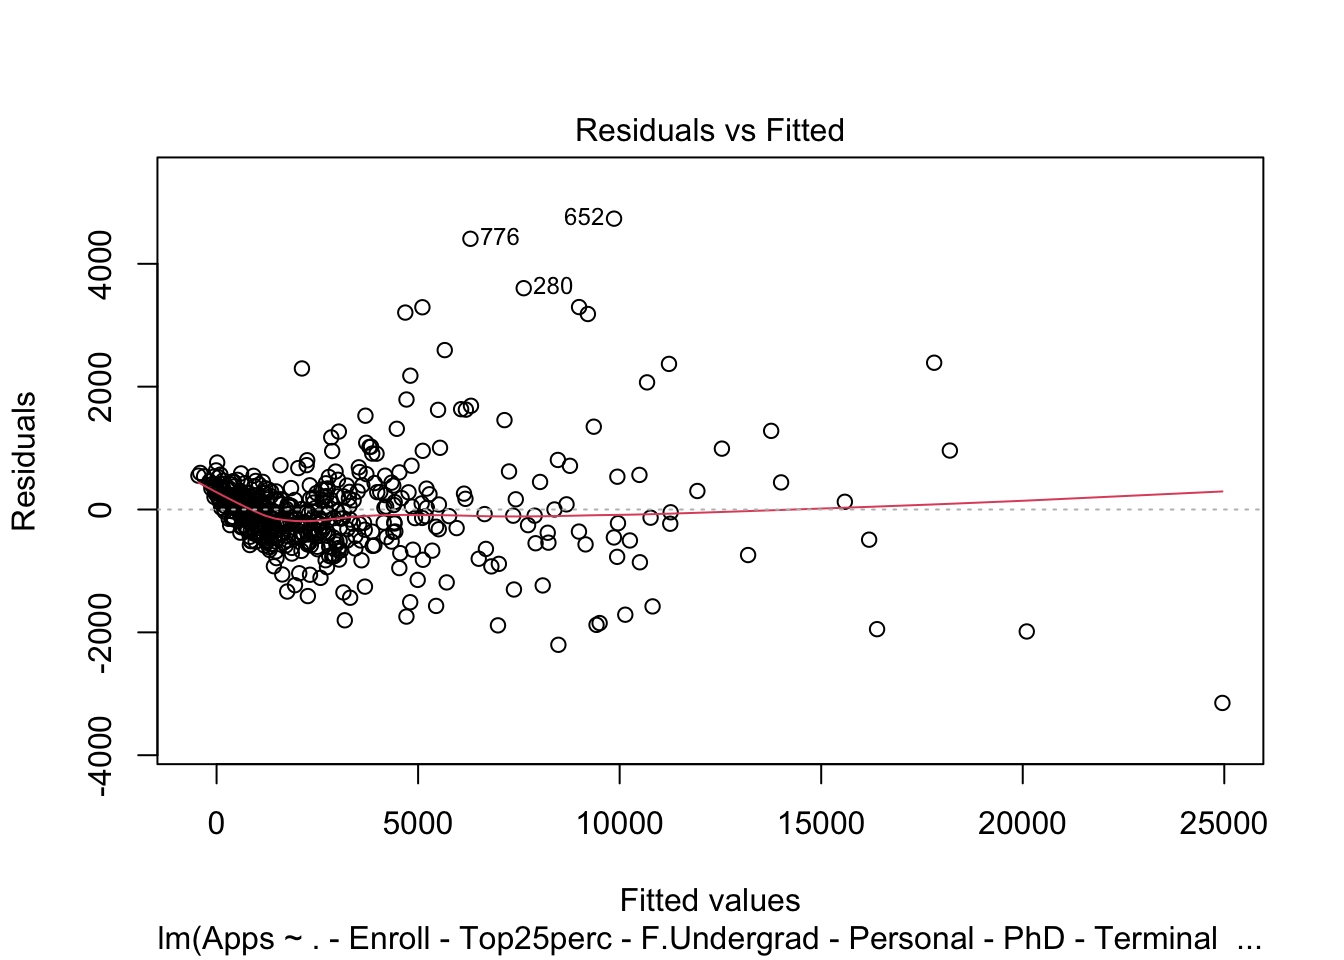 Residuals vs Fitted
652
776
280
Residuals
4000
2000
0
-2000
-4000
0 5000 10000 15000 20000 25000
Fitted values
lm(Apps ~ . - Enroll - Top25perc - F.Undergrad - Personal - PhD - Terminal ...